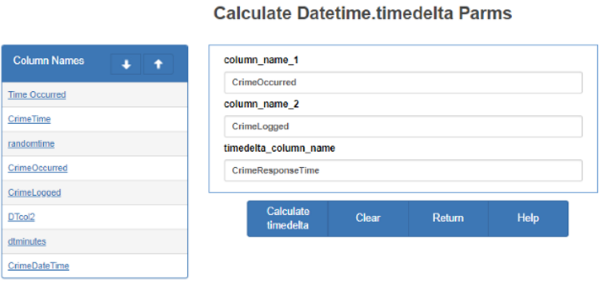 Calculate Datetime.timedelta Parms
Column Names
Time Occurred
CrimeTime
randomtime
CrimeOccurred
CrimeLogged
DTcol2
dtminutes
CrimeDateTime
column_name_1
CrimeOccurred
column_name_2
CrimeLogged
timedelta_column_name
CrimeResponseTime
Calculate
timedelta
Clear
Return
Help